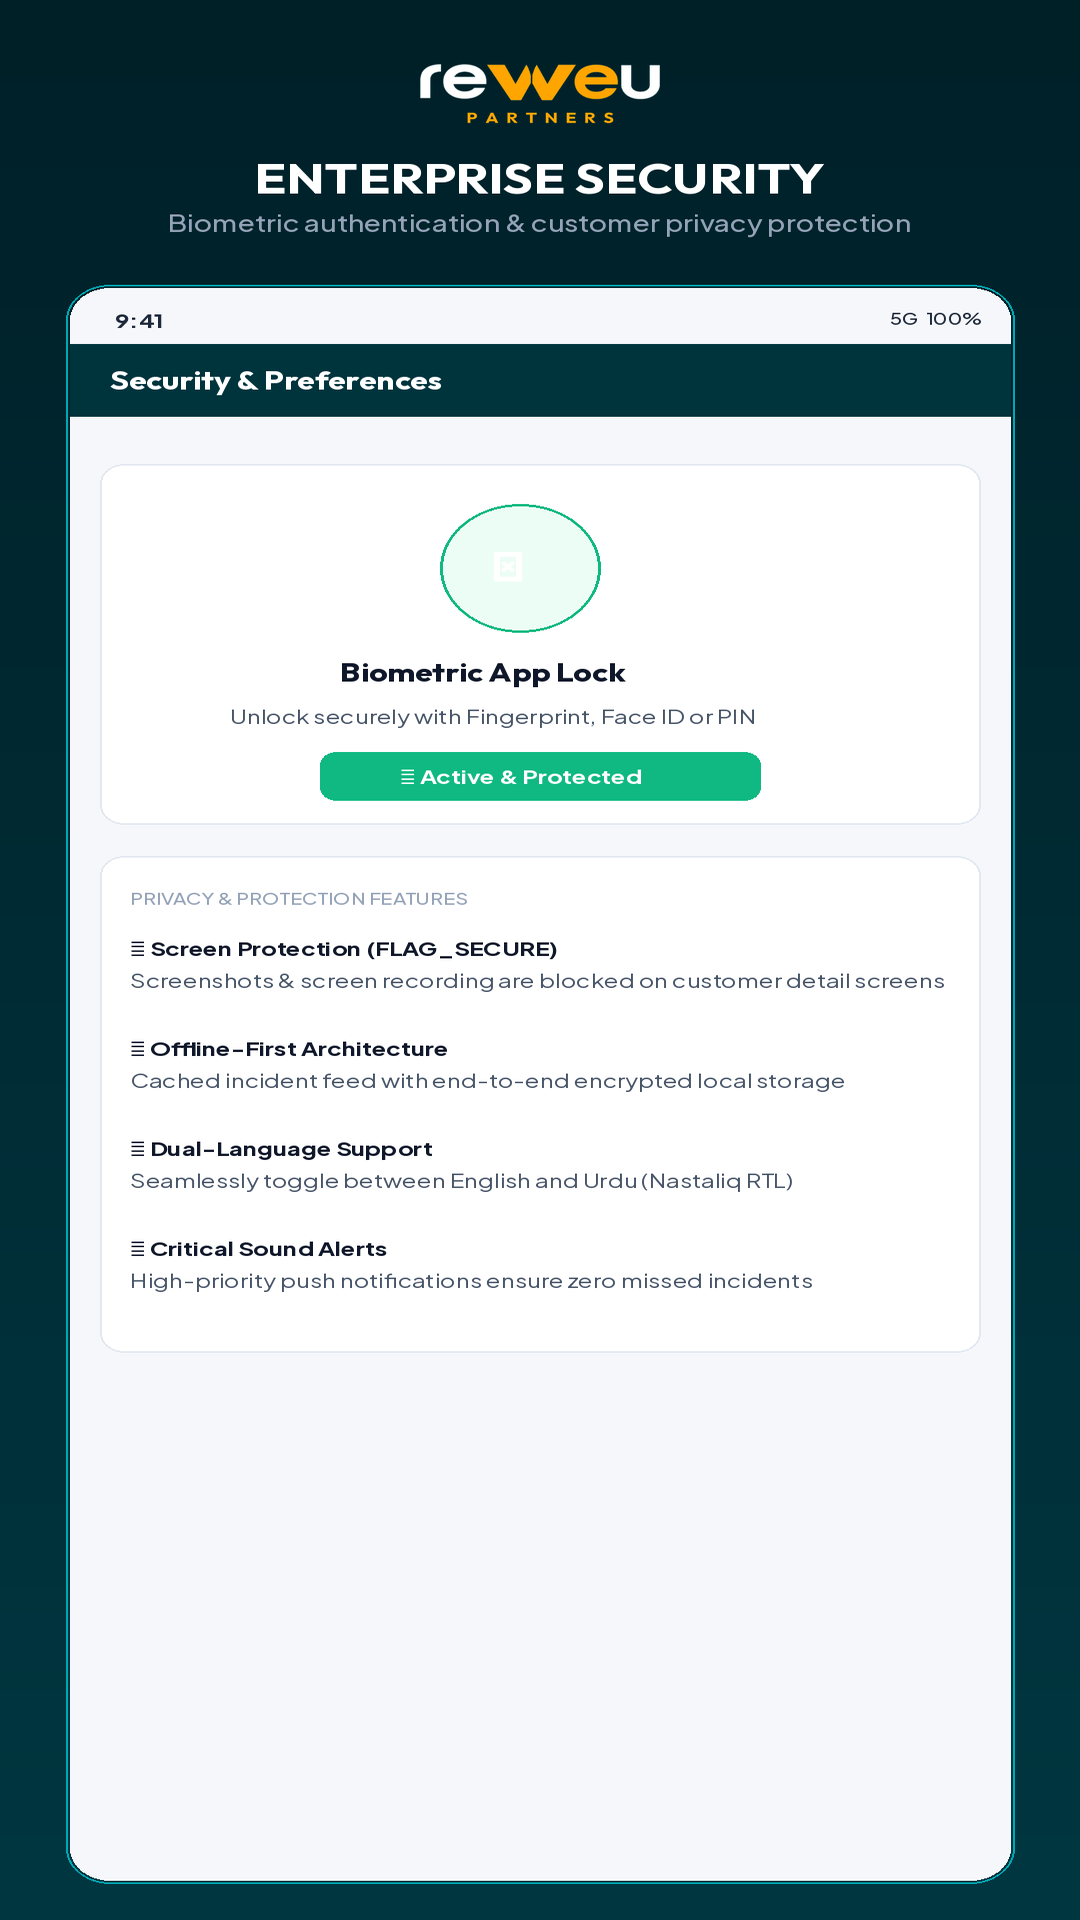 reweu
PARTNERS
ENTERPRISE SECURITY
Biometric authentication & customer privacy protection
9:41
5G 100%
Security & Preferences
Biometric App Lock
Unlock securely with Fingerprint, Face ID or PIN
Active & Protected
PRIVACY & PROTECTION FEATURES
Screen Protection (FLAG_SECURE)
Screenshots & screen recording are blocked on customer detail screens
Offline-First Architecture
Cached incident feed with end-to-end encrypted local storage
Dual-Language Support
Seamlessly toggle between English and Urdu (Nastaliq RTL)
Critical Sound Alerts
High-priority push notifications ensure zero missed incidents